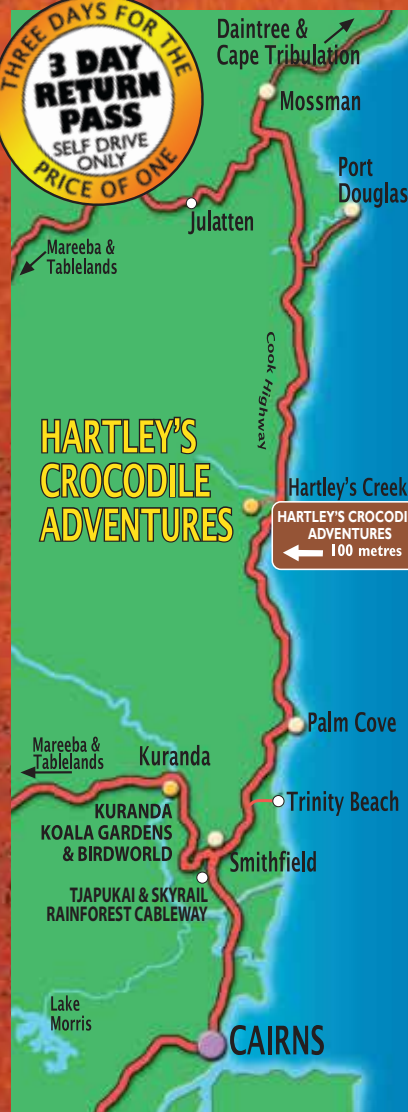 THREE DAYS FOR THE
3 DAY
RETURN
PASS
SELF DRIVE
ONLY
PRICE OF ONE
Daintree &
Cape Tribulation
Mossman
Port
Douglas
Julatten
Mareeba &
Tablelands
Cook Highway
HARTLEY'S
CROCODILE
ADVENTURES
Hartley's Creek
HARTLEY'S CROCODI
ADVENTURES
100 metres
Palm Cove
Mareeba &
Tablelands
Kuranda
Trinity Beach
KURANDA
KOALA GARDENS
& BIRDWORLD
Smithfield
TJAPUKAI & SKYRAIL
RAINFOREST CABLEWAY
Lake
Morris
CAIRNS